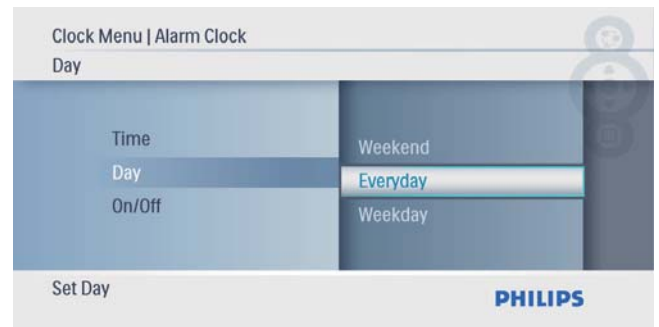 Clock Menu | Alarm Clock
Day
Time
Day
On/Off
Weekend
Everyday
Weekday
Set Day
PHILIPS